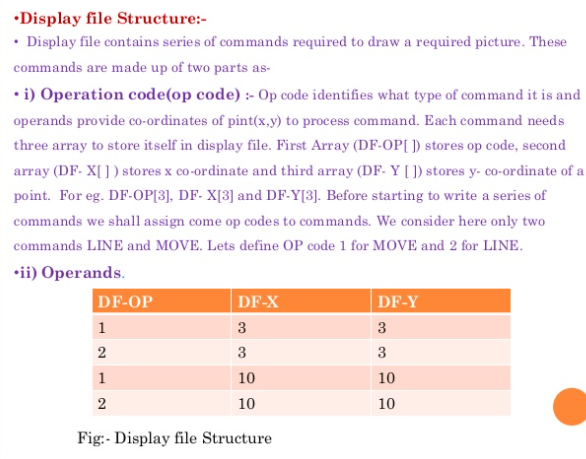 •Display file Structure:-
• Display file contains series of commands required to draw a required picture. These
commands are made up of two parts as-
• i) Operation code(op code) :- Op code identifies what type of command it is and
operands provide co-ordinates of pint(x,y) to process command. Each command needs
three array to store itself in display file. First Array (DF-OP[ ]) stores op code, second
array (DF- X[ ] ) stores x co-ordinate and third array (DF- Y [ ]) stores y- co-ordinate of a
point. For eg. DF-OP[3], DF- X[3] and DF-Y[3]. Before starting to write a series of
commands we shall assign come op codes to commands. We consider here only two
commands LINE and MOVE. Lets define OP code 1 for MOVE and 2 for LINE.
•ii) Operands.
DF-OP DF-X DF-Y
1 3 3
2 3 3
1 10 10
2 10 10
Fig:- Display file Structure